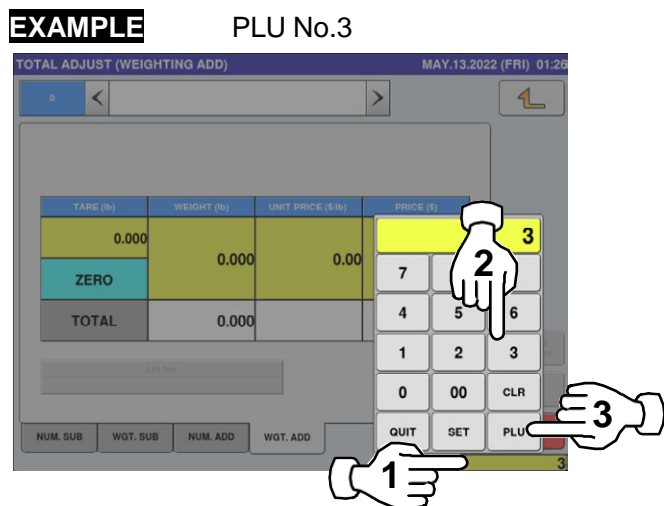 EXAMPLE PLU No.3
TOTAL ADJUST (WEIGHTING ADD) MAY.13.2022 (FRI) 01:26
0 < >
TARE (lb) WEIGHT (lb) UNIT PRICE ($/lb) PRICE ($)
0.000 0.000 0.00
ZERO
TOTAL 0.000
Lot No.
NUM. SUB WGT. SUB NUM. ADD WGT. ADD
3
7
4 5 6
1 2 3
0 00 CLR
QUIT SET PLU
3
2
3
1